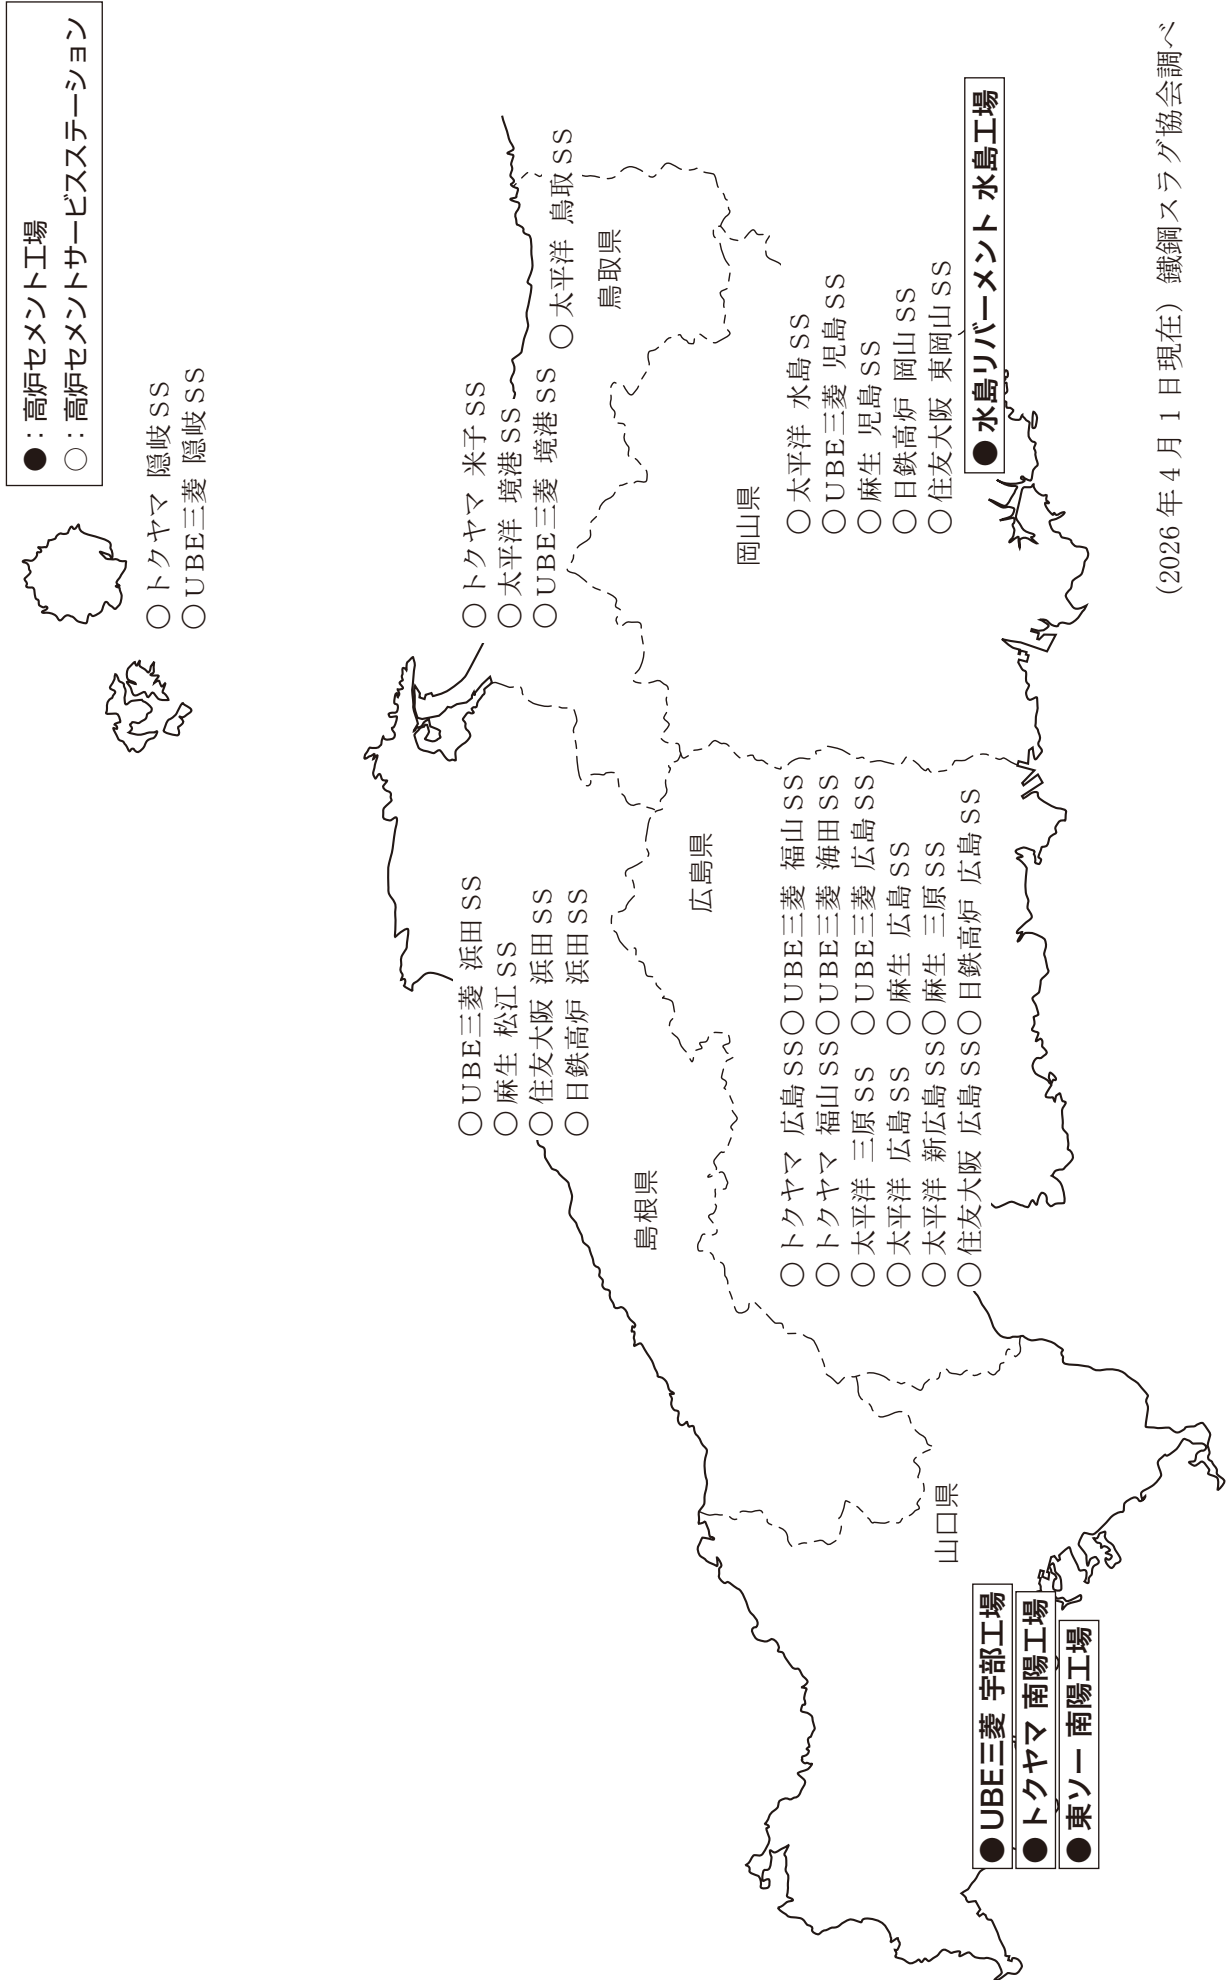 ●：高炉セメント工場
○：高炉セメントサービスステーション
○トクヤマ 隠岐SS
○UBE三菱 隠岐SS
○トクヤマ 米子SS
○太平洋 境港SS
○UBE三菱 境港SS
○太平洋 鳥取SS
鳥取県
○UBE三菱 浜田SS
○麻生 松江SS
○住友大阪 浜田SS
○日鉄高炉 浜田SS
島根県
岡山県
○太平洋 水島SS
○UBE三菱 児島SS
○麻生 児島SS
○日鉄高炉 岡山SS
○住友大阪 東岡山SS
●水島リバーメント 水島工場
広島県
○トクヤマ 広島SS○UBE三菱 福山SS
○トクヤマ 福山SS○UBE三菱 海田SS
○太平洋 三原SS ○UBE三菱 広島SS
○太平洋 広島SS ○麻生 広島SS
○太平洋 新広島SS○麻生 三原SS
○住友大阪 広島SS○日鉄高炉 広島SS
山口県
●UBE三菱 宇部工場
●トクヤマ 南陽工場
●東ソー 南陽工場
(2026年4月1日現在) 鐵鋼スラグ協会調べ